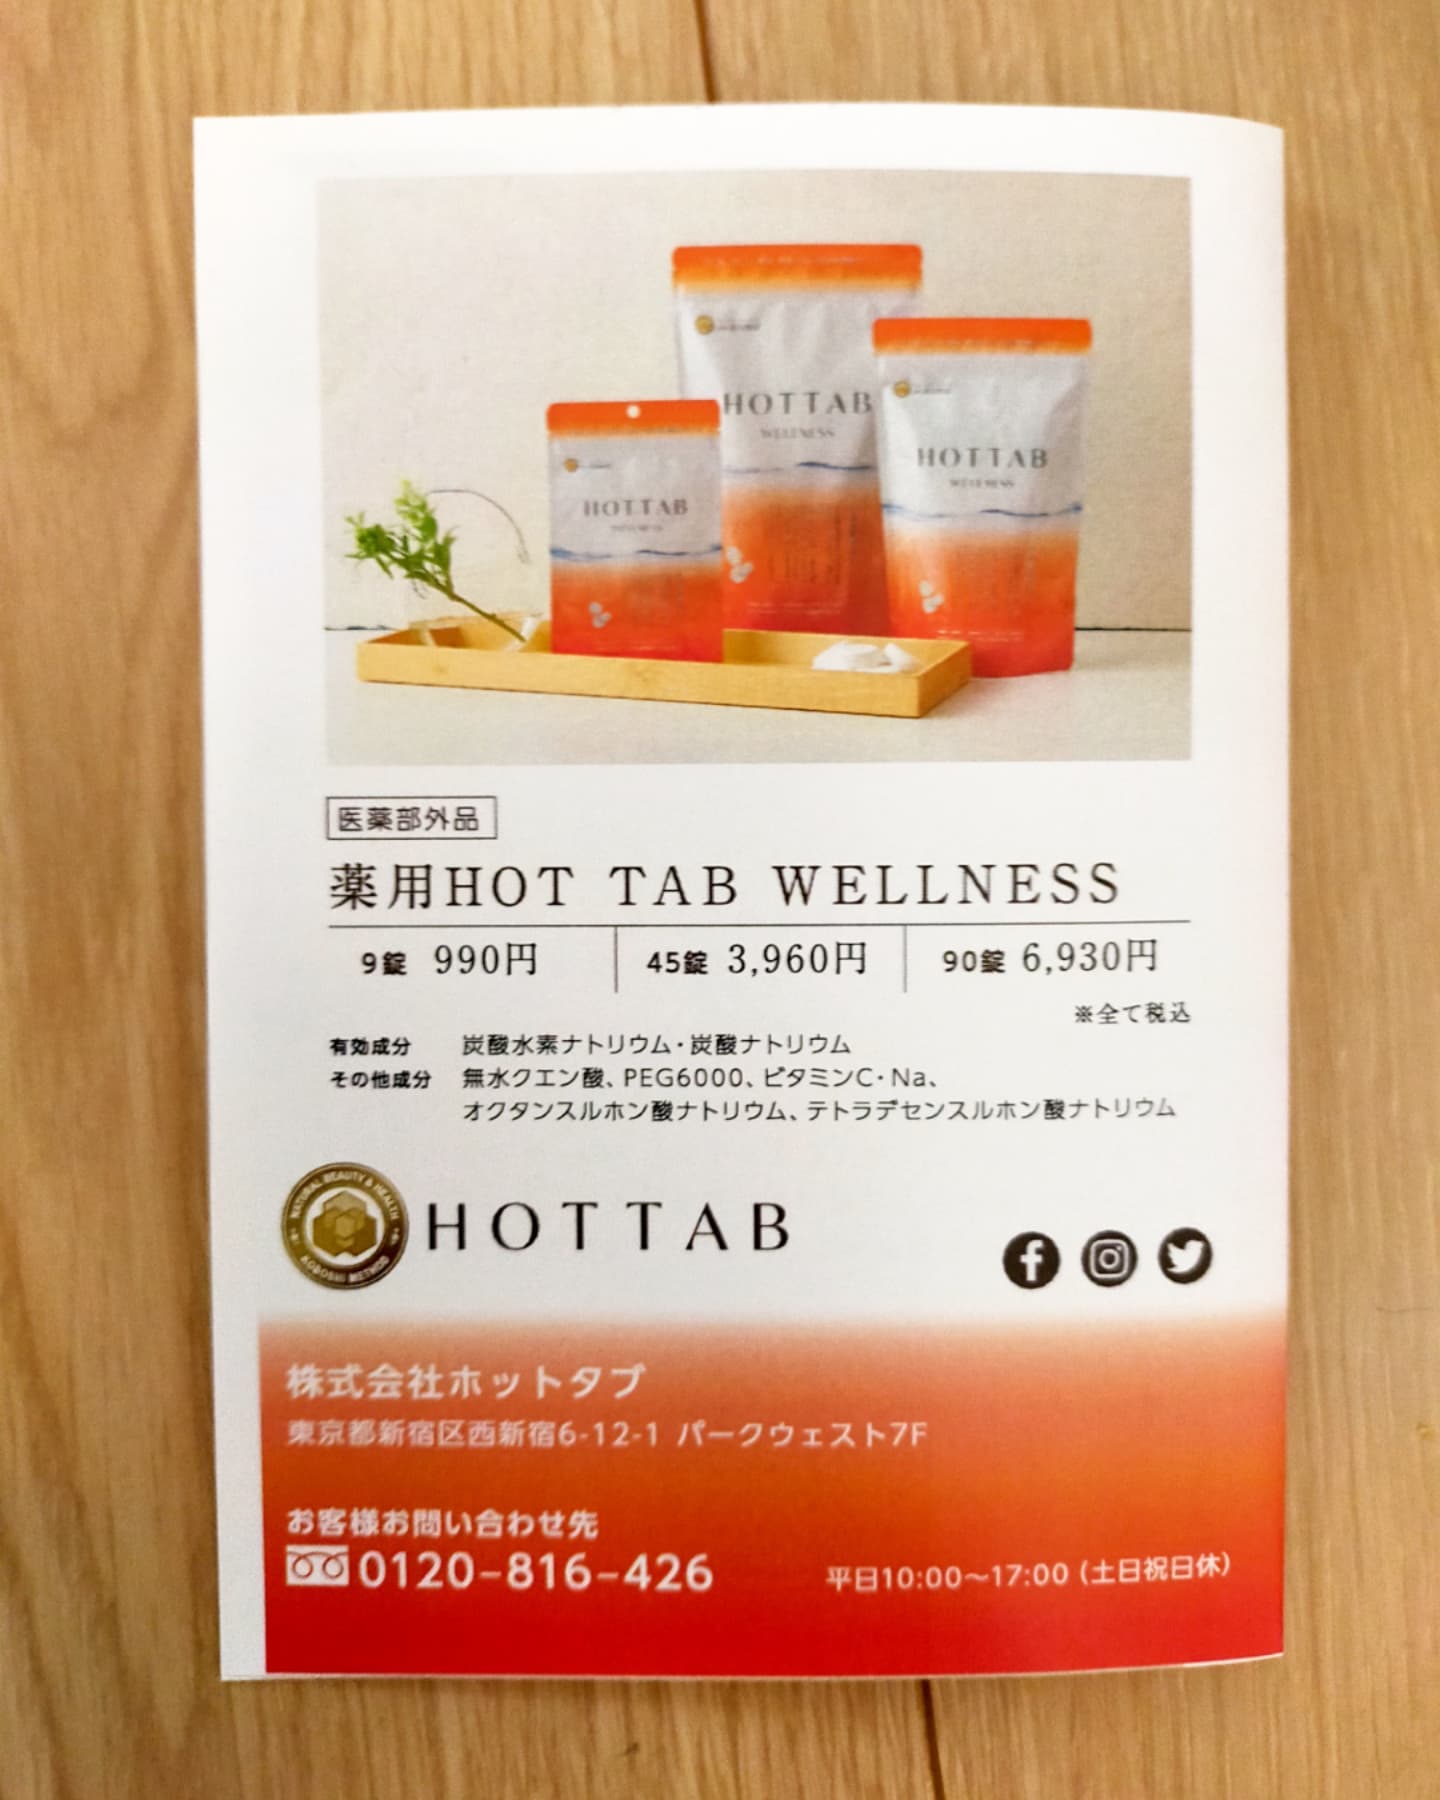 HOTTAB
WELLNESS
HOTTAB
WELLNESS
HOTTAB
医薬部外品
薬用HOT TAB WELLNESS
9錠 990円 45錠 3,960円 90錠 6,930円
※全て税込
有効成分 炭酸水素ナトリウム・炭酸ナトリウム
その他成分 無水クエン酸、PEG6000、ビタミンC・Na、
オクタンスルホン酸ナトリウム、テトラデセンスルホン酸ナトリウム
NATURAL BEAUTY & HEALTH
KOBOSHI METHOD
HOTTAB
株式会社ホットタブ
東京都新宿区西新宿6-12-1 パークウェスト7F
お客様お問い合わせ先
0120-816-426 平日10:00〜17:00 (土日祝日休)